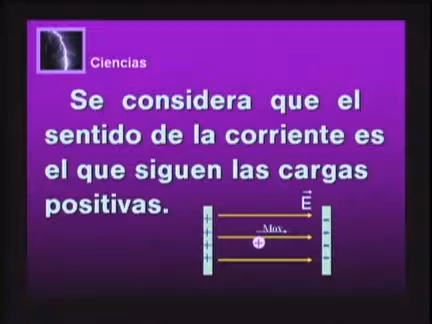 Ciencias
Se considera que el
sentido de la corriente es
el que siguen las cargas
positivas.
E
Mov.
+
+
+
+
+
-
-
-
-
-